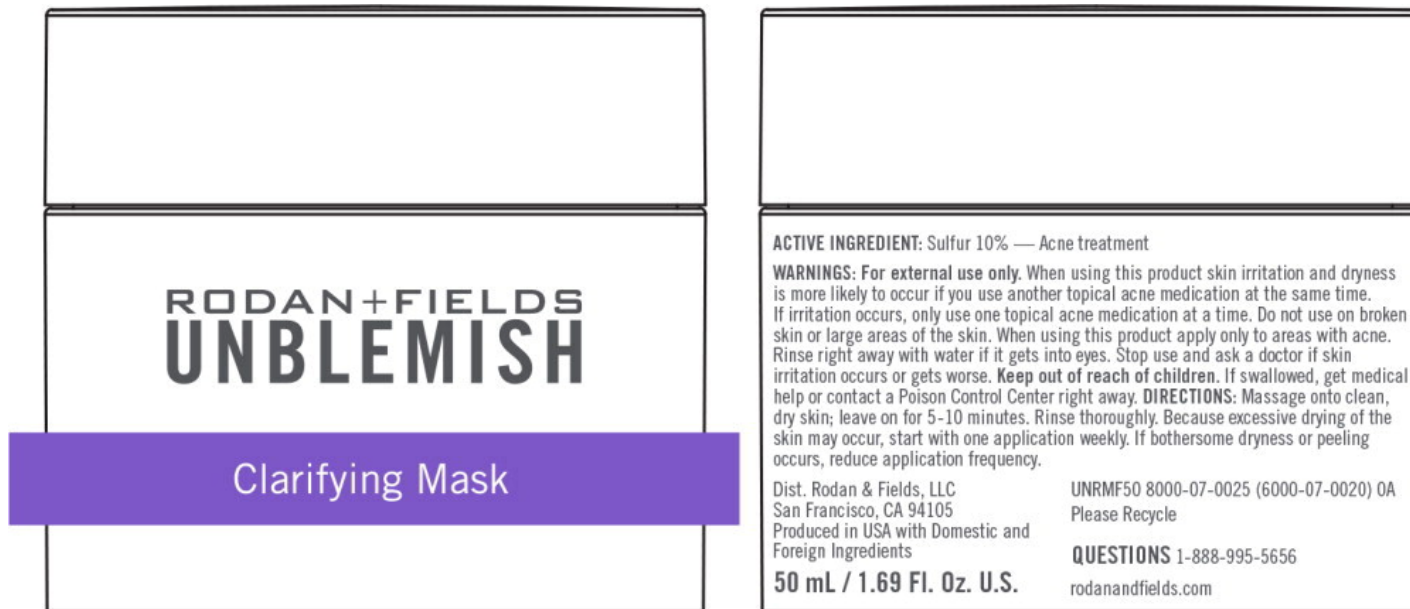 RODAN+FIELDS
UNBLEMISH
Clarifying Mask
ACTIVE INGREDIENT: Sulfur 10% — Acne treatment
WARNINGS: For external use only. When using this product skin irritation and dryness
is more likely to occur if you use another topical acne medication at the same time.
If irritation occurs, only use one topical acne medication at a time. Do not use on broken
skin or large areas of the skin. When using this product apply only to areas with acne.
Rinse right away with water if it gets into eyes. Stop use and ask a doctor if skin
irritation occurs or gets worse. Keep out of reach of children. If swallowed, get medical
help or contact a Poison Control Center right away. DIRECTIONS: Massage onto clean,
dry skin; leave on for 5-10 minutes. Rinse thoroughly. Because excessive drying of the
skin may occur, start with one application weekly. If bothersome dryness or peeling
occurs, reduce application frequency.
Dist. Rodan & Fields, LLC
San Francisco, CA 94105
Produced in USA with Domestic and
Foreign Ingredients
50 mL / 1.69 Fl. Oz. U.S.
UNRMF50 8000-07-0025 (6000-07-0020) 0A
Please Recycle
QUESTIONS 1-888-995-5656
rodanandfields.com